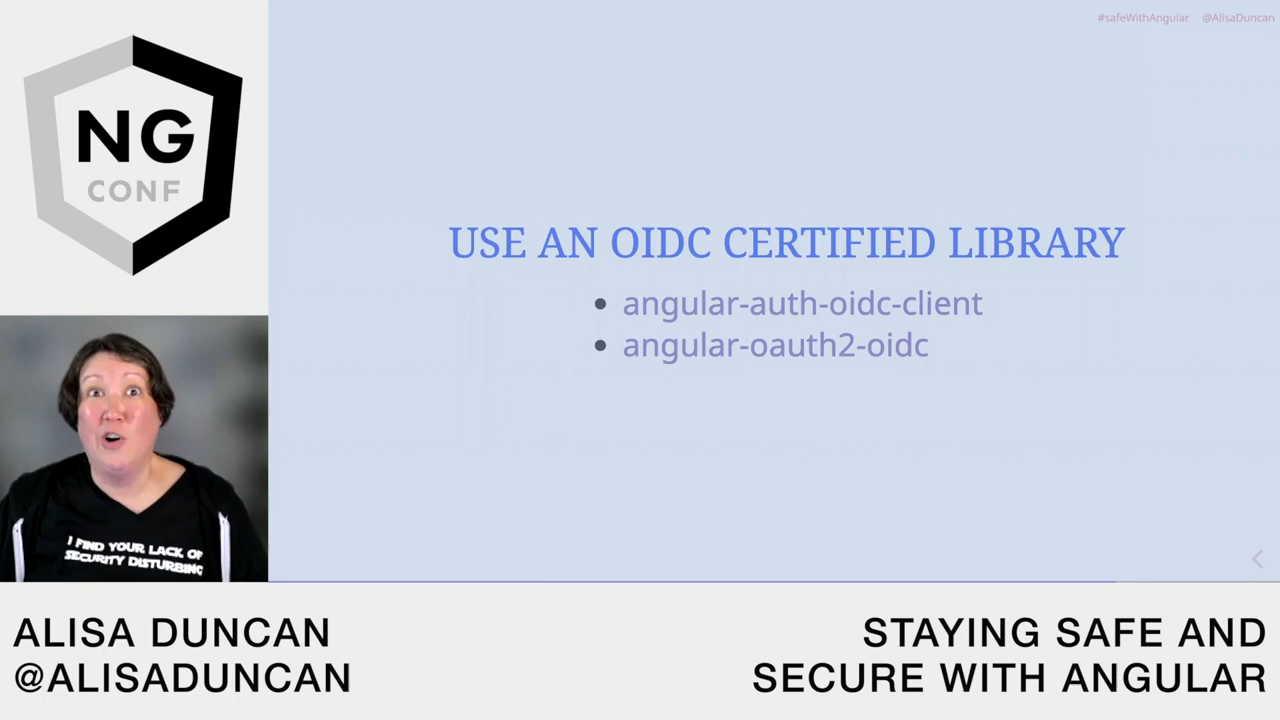 #safeWithAngular @AlisaDuncan
NG
CONF
USE AN OIDC CERTIFIED LIBRARY
angular-auth-oidc-client
angular-oauth2-oidc
I FIND YOUR LACK OF
SECURITY DISTURBING
ALISA DUNCAN
@ALISADUNCAN
STAYING SAFE AND
SECURE WITH ANGULAR